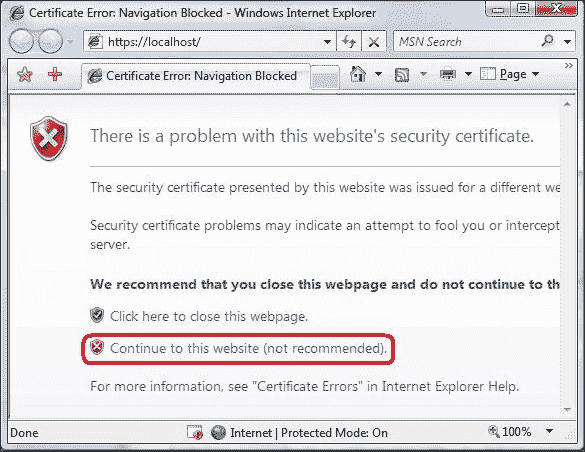 Certificate Error: Navigation Blocked - Windows Internet Explorer
https://localhost/
MSN Search
Certificate Error: Navigation Blocked
Page
»
There is a problem with this website's security certificate.
The security certificate presented by this website was issued for a different we
Security certificate problems may indicate an attempt to fool you or intercept
server.
We recommend that you close this webpage and do not continue to th
Click here to close this webpage.
Continue to this website (not recommended).
For more information, see "Certificate Errors" in Internet Explorer Help.
Done
Internet | Protected Mode: On
100%